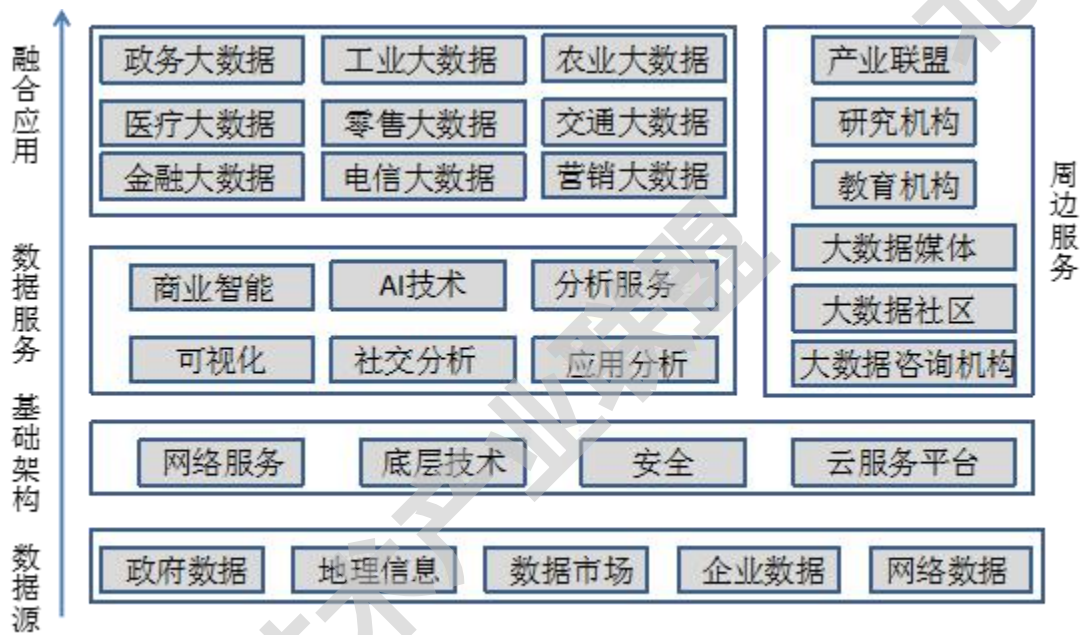 融合应用
政务大数据 工业大数据 农业大数据
医疗大数据 零售大数据 交通大数据
金融大数据 电信大数据 营销大数据
产业联盟
研究机构
教育机构
大数据媒体
大数据社区
大数据咨询机构
周边服务
数据服务
商业智能 AI技术 分析服务
可视化 社交分析 应用分析
基础架构
网络服务 底层技术 安全 云服务平台
数据源
政府数据 地理信息 数据市场 企业数据 网络数据
术产业联盟